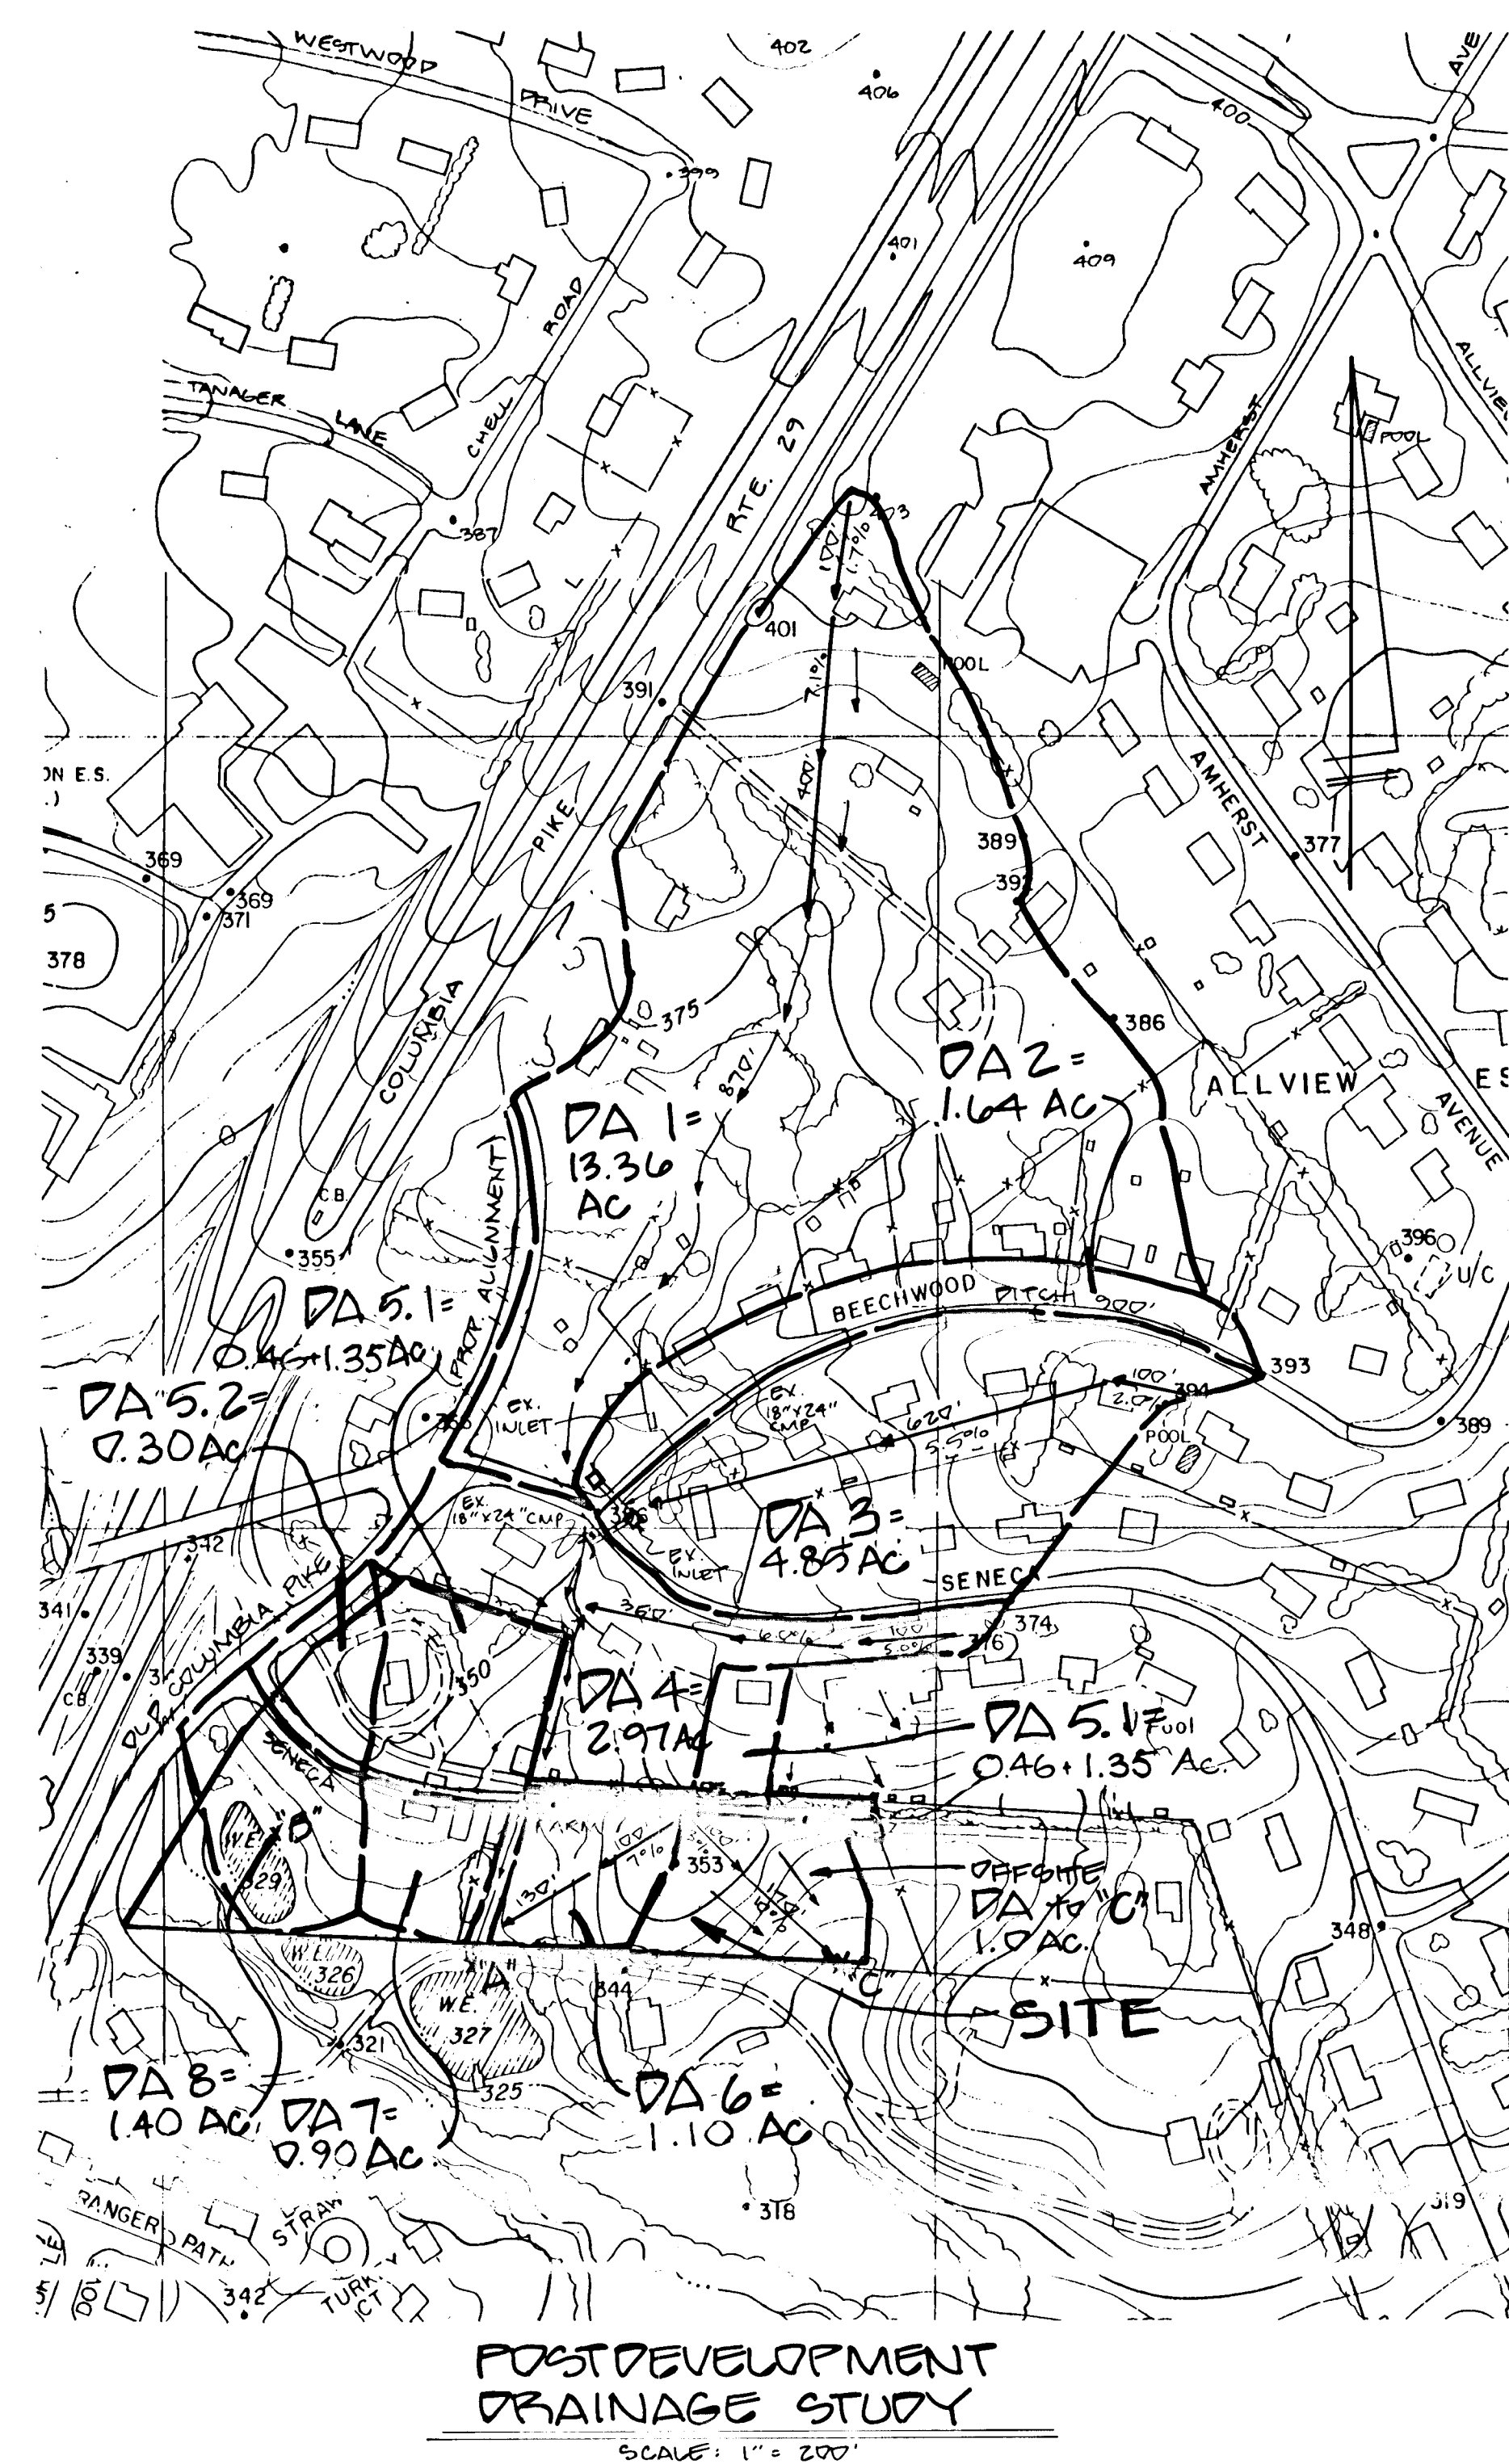 WESTWOOD
DRIVE
402
406
400
AVE
399
401
409
ROAD
CHELL
TANAGER
LANE
RTE. 29
AMHERST
POOL
387
100'
1.7%
401
391
7.1%
POOL
400'
AMHERST
ON E.S.
PIKE
389
377
369
369
371
378
375
COLUMBIA
386
DA 2=
1.64 AC
ALLVIEW
AVENUE
870'
DA 1=
13.36
AC
C.B.
355
396
U/C
DA 5.1=
0.46+1.35 AC
(PROP. ALIGNMENT)
BEECHWOOD
DITCH 900'
393
394
100'
2.0%
DA 5.2=
0.30 AC
EX.
INLET
EX.
18"x24"
CMP
620'
5.5%
389
POOL
EX.
18"x24" CMP
DA 3=
4.85 AC
342
EX.
INLET
SENECA
341
360'
6.0%
100'
5.0%
374
376
339
C.B.
OLD COLUMBIA PIKE
350
DA 4=
2.97 AC
DA 5.1=
0.46+1.35 Ac.
SENECA
"B"
W.E.
329
100'
7%
130'
353
OFFSITE
DA to "C"
1.0 AC.
348
W.E.
326
"A"
W.E.
327
344
"C"
SITE
321
325
DA 8=
1.40 AC.
DA 7=
0.90 AC.
DA 6=
1.10 AC
318
319
RANGER PATH
STRAW
TURK
CT
342
POSTDEVELOPMENT
DRAINAGE STUDY
SCALE: 1" = 200'